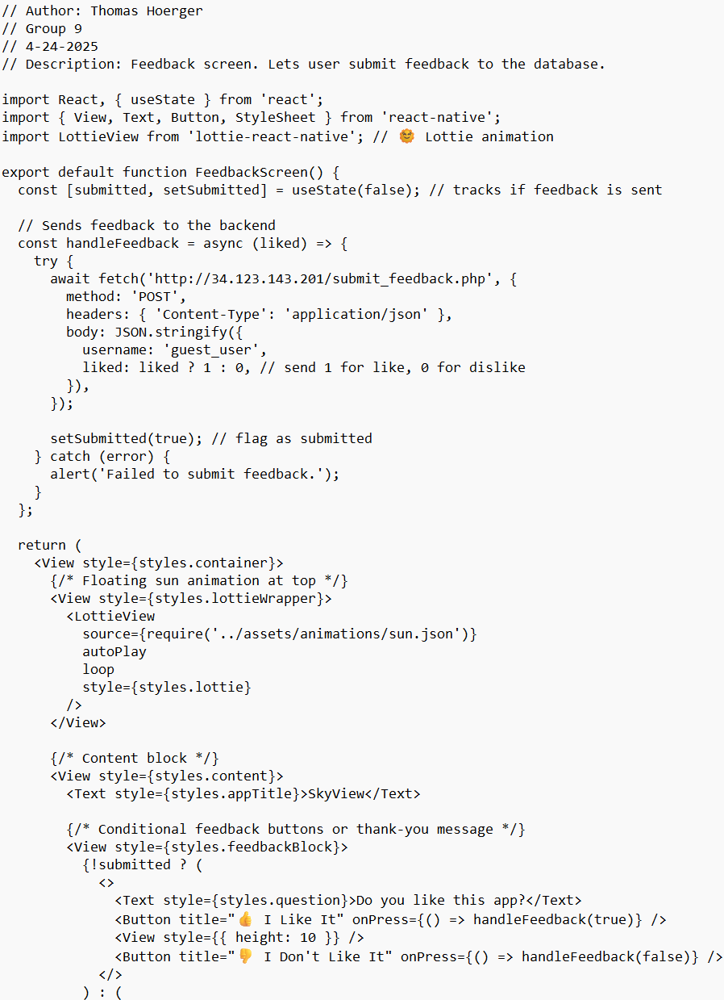 // Author: Thomas Hoerger
// Group 9
// 4-24-2025
// Description: Feedback screen. Lets user submit feedback to the database.

import React, { useState } from 'react';
import { View, Text, Button, StyleSheet } from 'react-native';
import LottieView from 'lottie-react-native'; // 🌞 Lottie animation

export default function FeedbackScreen() {
  const [submitted, setSubmitted] = useState(false); // tracks if feedback is sent

  // Sends feedback to the backend
  const handleFeedback = async (liked) => {
    try {
      await fetch('http://34.123.143.201/submit_feedback.php', {
        method: 'POST',
        headers: { 'Content-Type': 'application/json' },
        body: JSON.stringify({
          username: 'guest_user',
          liked: liked ? 1 : 0, // send 1 for like, 0 for dislike
        }),
      });

      setSubmitted(true); // flag as submitted
    } catch (error) {
      alert('Failed to submit feedback.');
    }
  };

  return (
    <View style={styles.container}>
      {/* Floating sun animation at top */}
      <View style={styles.lottieWrapper}>
        <LottieView
          source={require('../assets/animations/sun.json')}
          autoPlay
          loop
          style={styles.lottie}
        />
      </View>

      {/* Content block */}
      <View style={styles.content}>
        <Text style={styles.appTitle}>SkyView</Text>

        {/* Conditional feedback buttons or thank-you message */}
        <View style={styles.feedbackBlock}>
          {!submitted ? (
            <>
              <Text style={styles.question}>Do you like this app?</Text>
              <Button title="👍 I Like It" onPress={() => handleFeedback(true)} />
              <View style={{ height: 10 }} />
              <Button title="👎 I Don't Like It" onPress={() => handleFeedback(false)} />
            </>
          ) : (